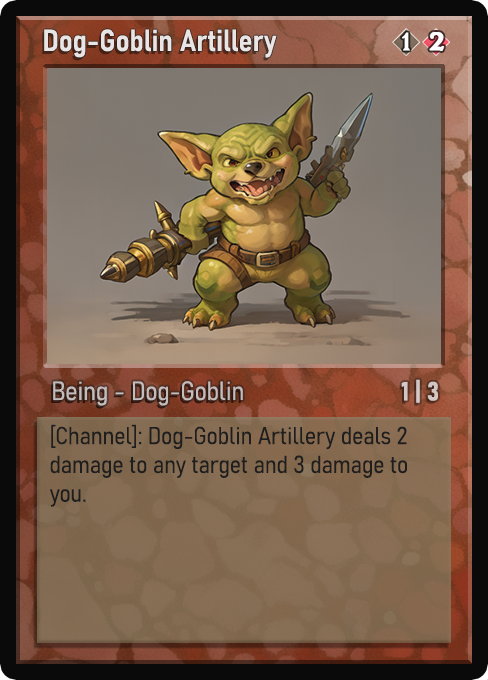 Dog-Goblin Artillery 1 2
Being - Dog-Goblin 1|3
[Channel]: Dog-Goblin Artillery deals 2
damage to any target and 3 damage to
you.